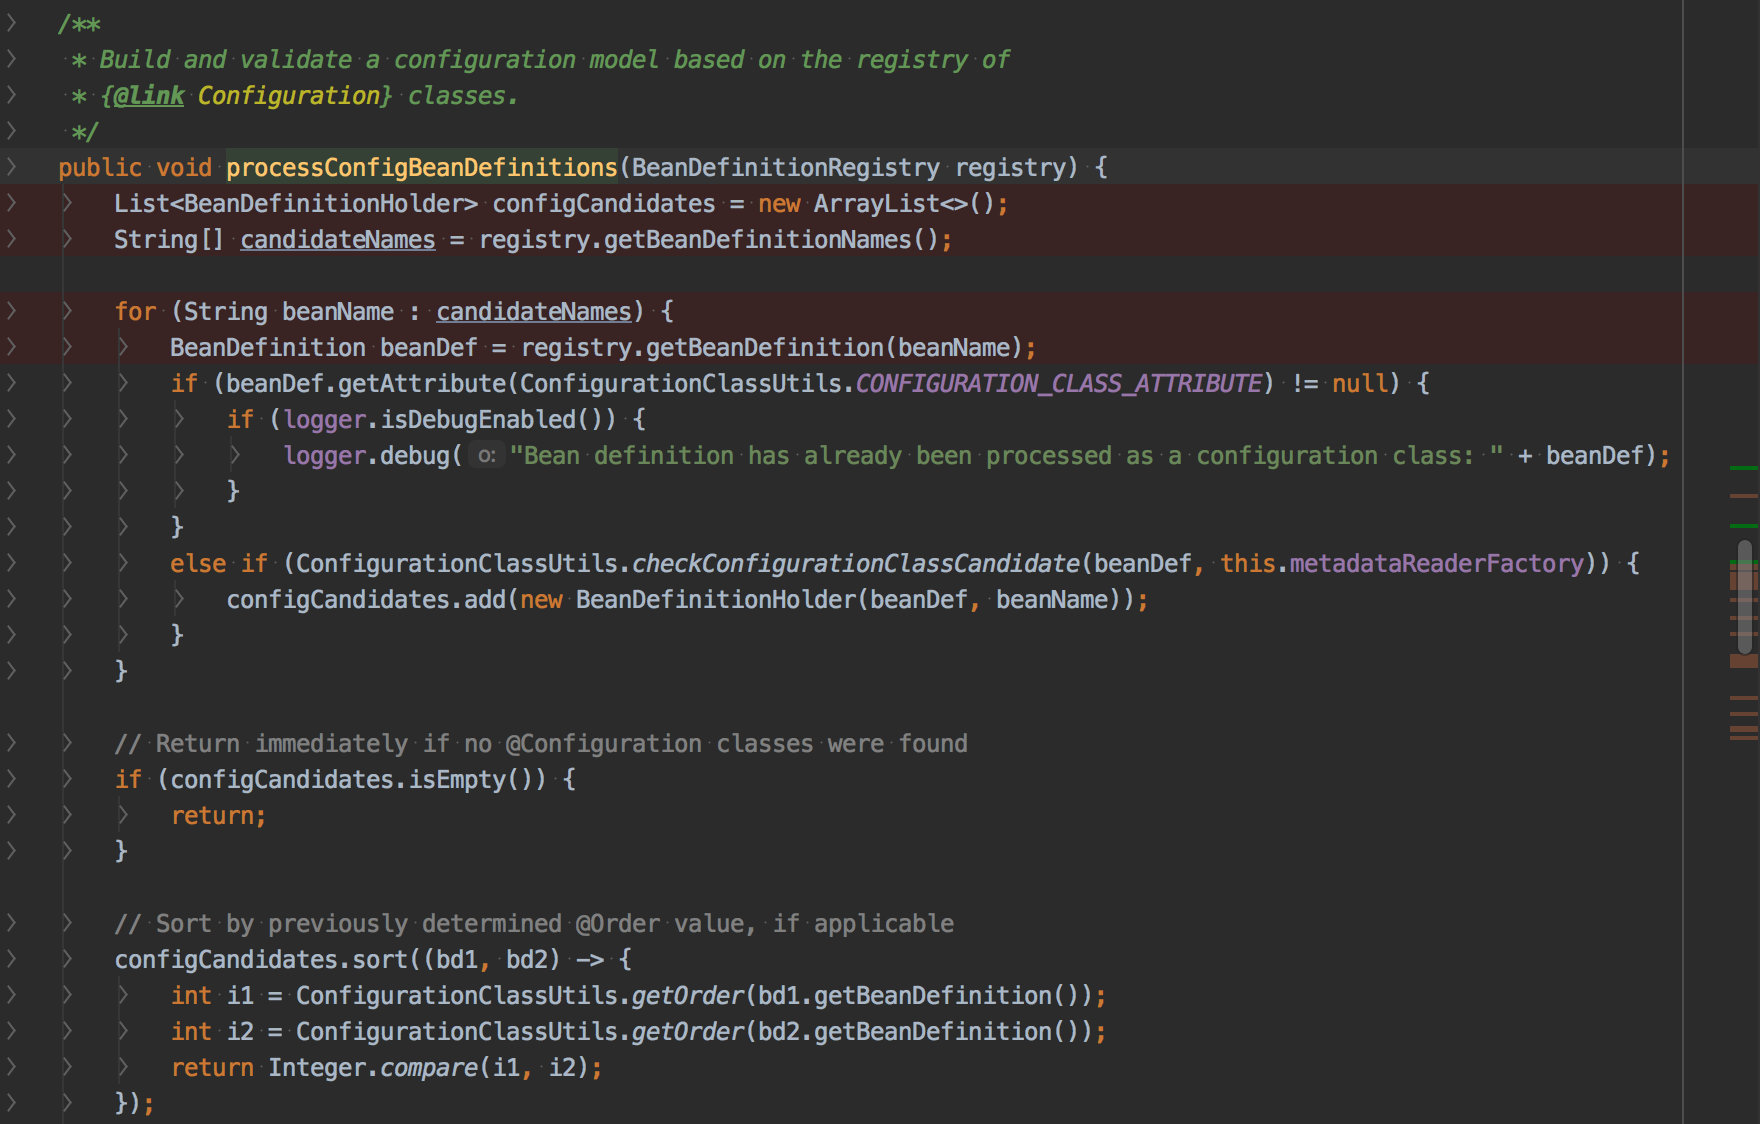 /**
 * Build and validate a configuration model based on the registry of
 * {@link Configuration} classes.
 */
public void processConfigBeanDefinitions(BeanDefinitionRegistry registry) {
List<BeanDefinitionHolder> configCandidates = new ArrayList<>();
String[] candidateNames = registry.getBeanDefinitionNames();
for (String beanName : candidateNames) {
BeanDefinition beanDef = registry.getBeanDefinition(beanName);
if (beanDef.getAttribute(ConfigurationClassUtils.CONFIGURATION_CLASS_ATTRIBUTE) != null) {
if (logger.isDebugEnabled()) {
logger.debug( o: "Bean definition has already been processed as a configuration class: " + beanDef);
}
}
else if (ConfigurationClassUtils.checkConfigurationClassCandidate(beanDef, this.metadataReaderFactory)) {
configCandidates.add(new BeanDefinitionHolder(beanDef, beanName));
}
}
// Return immediately if no @Configuration classes were found
if (configCandidates.isEmpty()) {
return;
}
// Sort by previously determined @Order value, if applicable
configCandidates.sort((bd1, bd2) -> {
int i1 = ConfigurationClassUtils.getOrder(bd1.getBeanDefinition());
int i2 = ConfigurationClassUtils.getOrder(bd2.getBeanDefinition());
return Integer.compare(i1, i2);
});